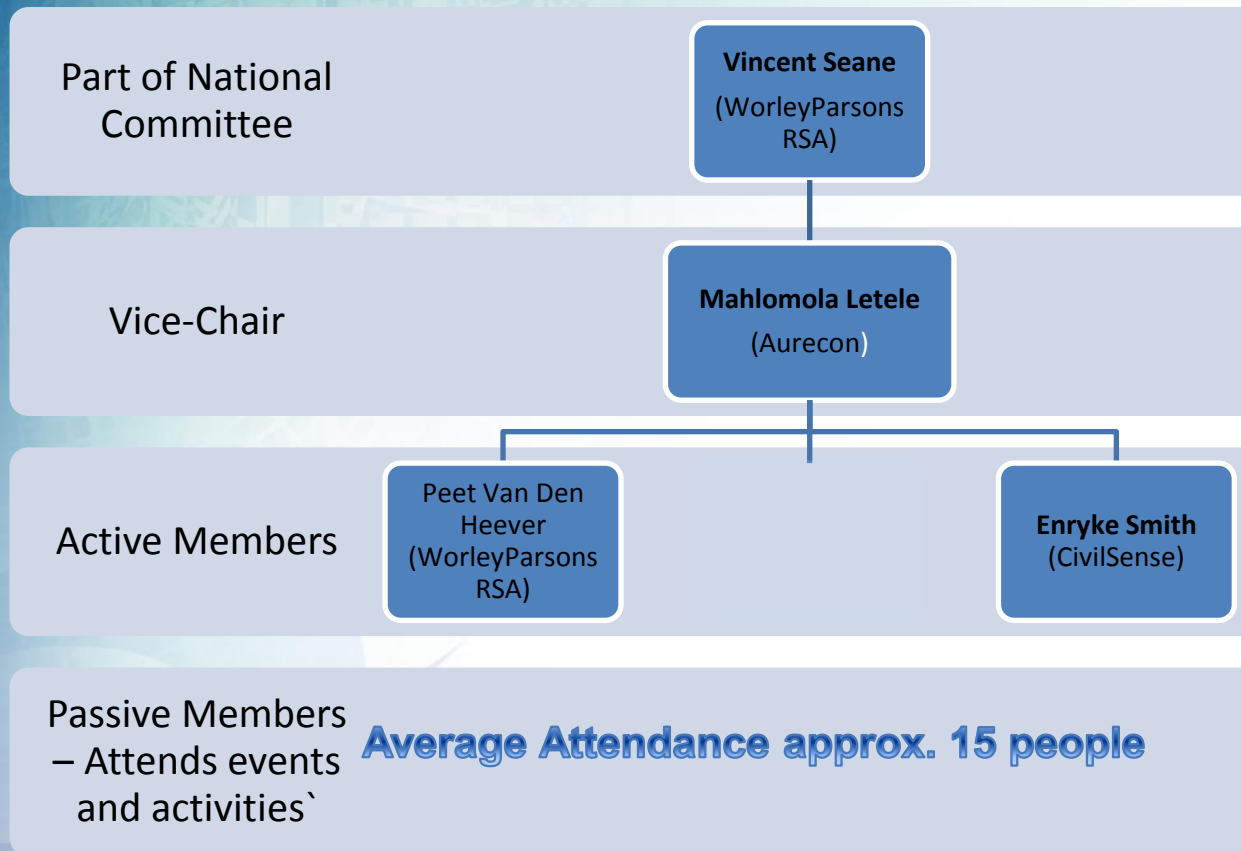 Part of National
Committee
Vincent Seane
(WorleyParsons
RSA)
Vice-Chair
Mahlomola Letele
(Aurecon)
Active Members
Peet Van Den
Heever
(WorleyParsons
RSA)
Enryke Smith
(CivilSense)
Passive Members
– Attends events
and activities`
Average Attendance approx. 15 people